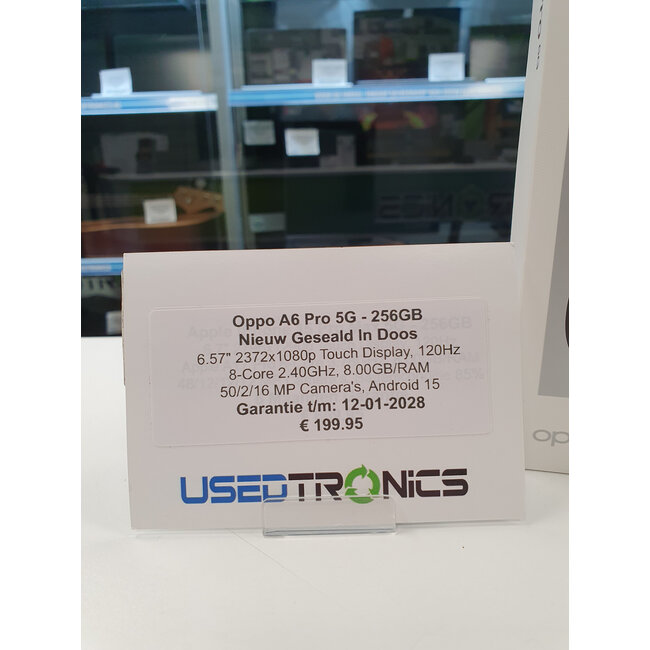 Oppo A6 Pro 5G - 256GB
Nieuw Geseald In Doos
6.57" 2372x1080p Touch Display, 120Hz
8-Core 2.40GHz, 8.00GB/RAM
50/2/16 MP Camera's, Android 15
Garantie t/m: 12-01-2028
€ 199.95
USEDTRONiCS
op